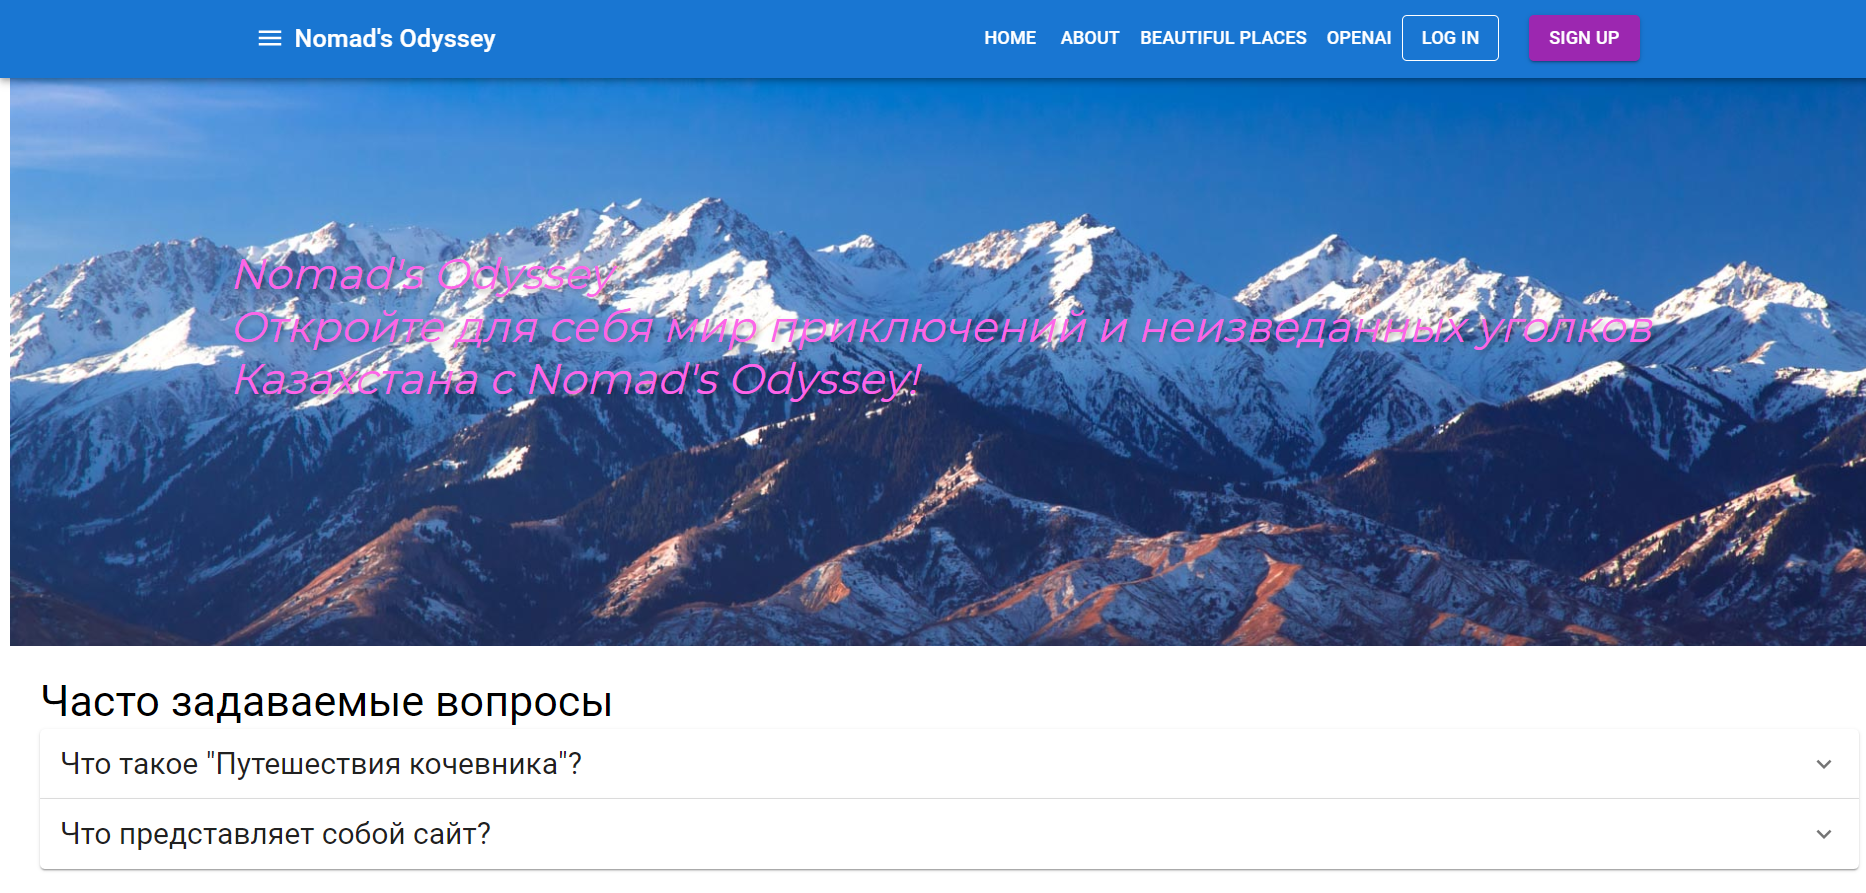 Nomad's Odyssey
HOME ABOUT BEAUTIFUL PLACES OPENAI LOG IN SIGN UP
Nomad's Odyssey
Откройте для себя мир приключений и неизведанных уголков
Казахстана с Nomad's Odyssey!
Часто задаваемые вопросы
Что такое "Путешествия кочевника"?
Что представляет собой сайт?